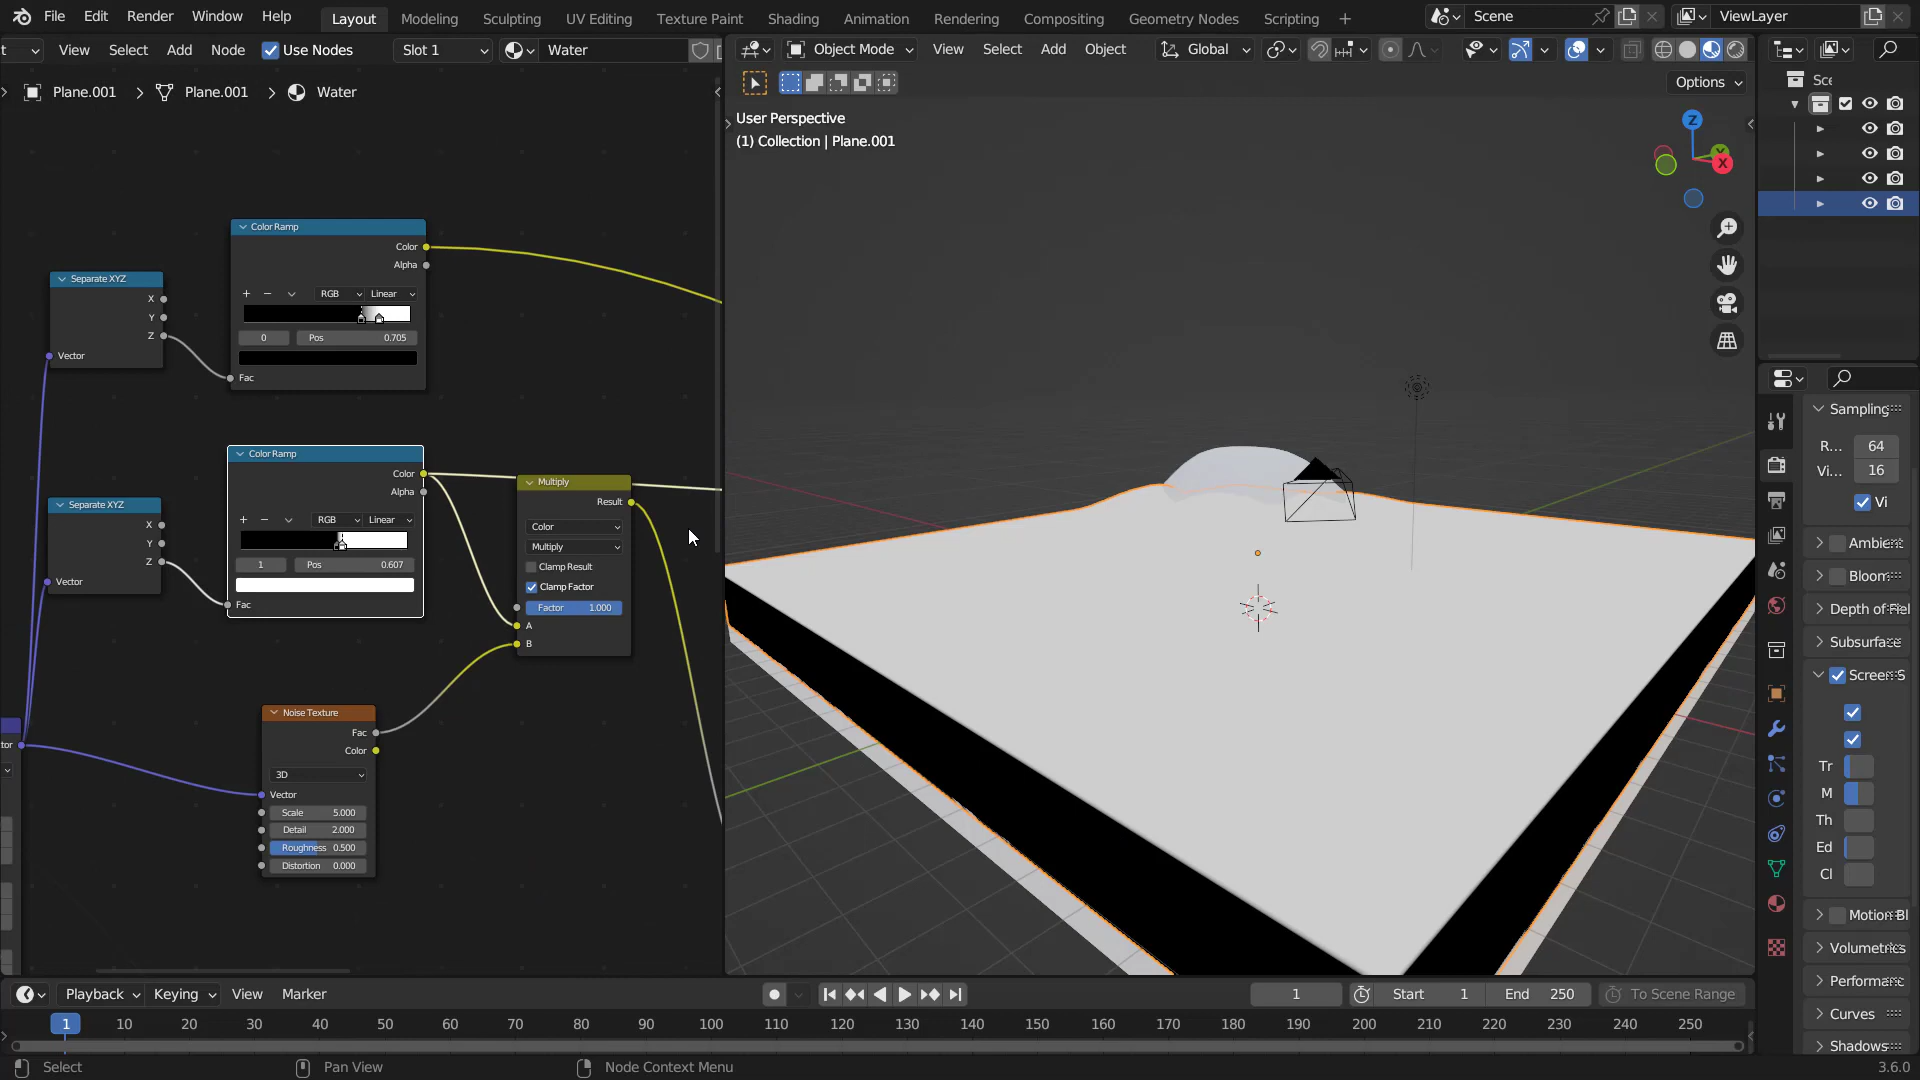 File Edit Render Window Help Layout Modeling Sculpting UV Editing Texture Paint Shading Animation Rendering Compositing Geometry Nodes Scripting Scene ViewLayer
View Select Add Node Use Nodes Slot 1 Water Object Mode View Select Add Object Global
Options
Plane.001 Plane.001 Water
User Perspective
(1) Collection | Plane.001
Color Ramp
Color
Alpha
RGB Linear
0 Pos 0.705
Fac
Separate XYZ
X
Y
Z
Vector
Color Ramp
Color
Alpha
RGB Linear
1 Pos 0.607
Fac
Separate XYZ
X
Y
Z
Vector
Multiply
Result
Color
Multiply
Clamp Result
Clamp Factor
Factor 1.000
A
B
Noise Texture
Fac
Color
3D
Vector
Scale 5.000
Detail 2.000
Roughness 0.500
Distortion 0.000
tor
Z
Y
X
Sce
Sampling
R... 64
Vi... 16
Vi
Ambie
Bloom
Depth of Fiel
Subsurface
Screen S
Tr
M
Th
Ed
Cl
Motion Bl
Volumetrics
Performanc
Curves
Shadows
Playback Keying View Marker 1 Start 1 End 250 To Scene Range
1 10 20 30 40 50 60 70 80 90 100 110 120 130 140 150 160 170 180 190 200 210 220 230 240 250
Select Pan View Node Context Menu 3.6.0